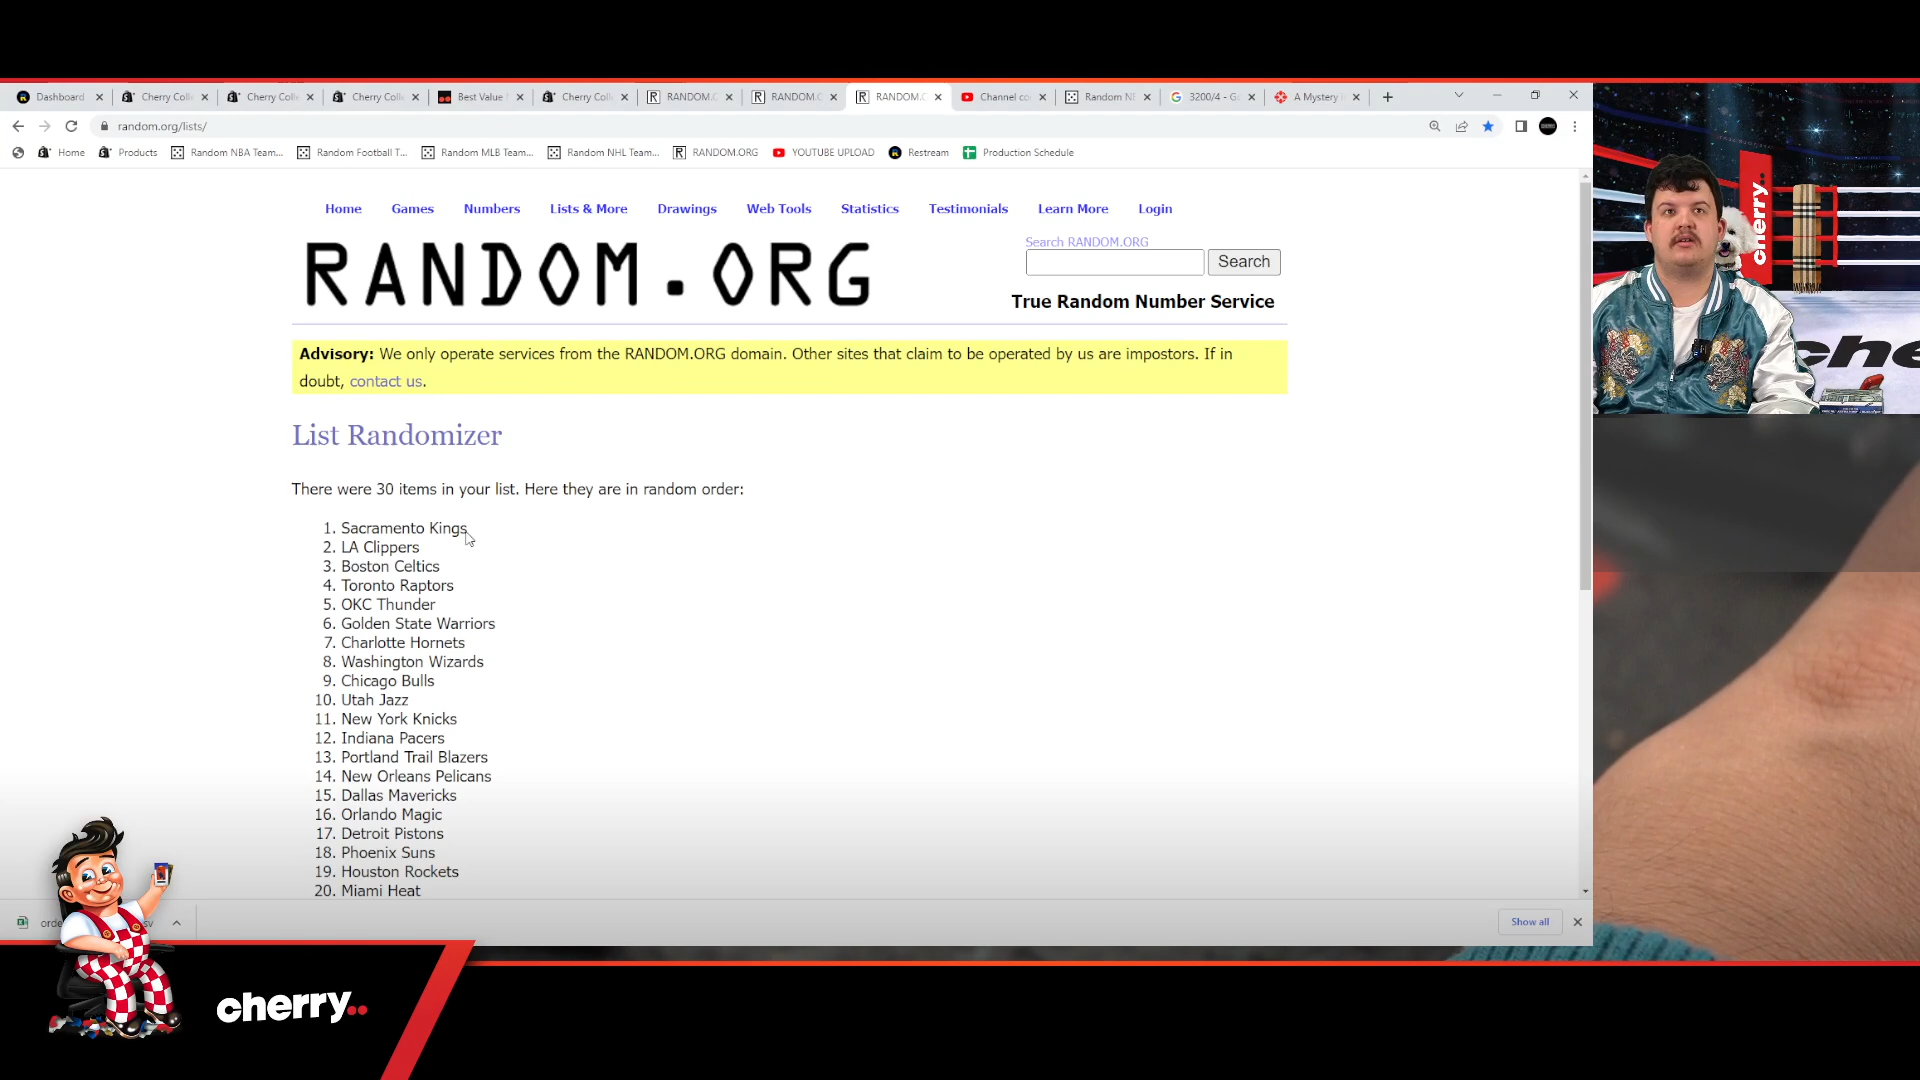 Dashboard
Cherry Coll
Cherry Coll
Cherry Coll
Best Value
Cherry Coll
RANDOM.C
RANDOM.C
RANDOM.C
Channel co
Random N
3200/4 - G
A Mystery
random.org/lists/
Home
Products
Random NBA Team...
Random Football T...
Random MLB Team...
Random NHL Team...
RANDOM.ORG
YOUTUBE UPLOAD
Restream
Production Schedule
Home Games Numbers Lists & More Drawings Web Tools Statistics Testimonials Learn More Login
RANDOM.ORG
Search RANDOM.ORG
Search
True Random Number Service
Advisory: We only operate services from the RANDOM.ORG domain. Other sites that claim to be operated by us are impostors. If in
doubt, contact us.
List Randomizer
There were 30 items in your list. Here they are in random order:
1. Sacramento Kings
2. LA Clippers
3. Boston Celtics
4. Toronto Raptors
5. OKC Thunder
6. Golden State Warriors
7. Charlotte Hornets
8. Washington Wizards
9. Chicago Bulls
10. Utah Jazz
11. New York Knicks
12. Indiana Pacers
13. Portland Trail Blazers
14. New Orleans Pelicans
15. Dallas Mavericks
16. Orlando Magic
17. Detroit Pistons
18. Phoenix Suns
19. Houston Rockets
20. Miami Heat
Show all
cherry..
cherry..
che